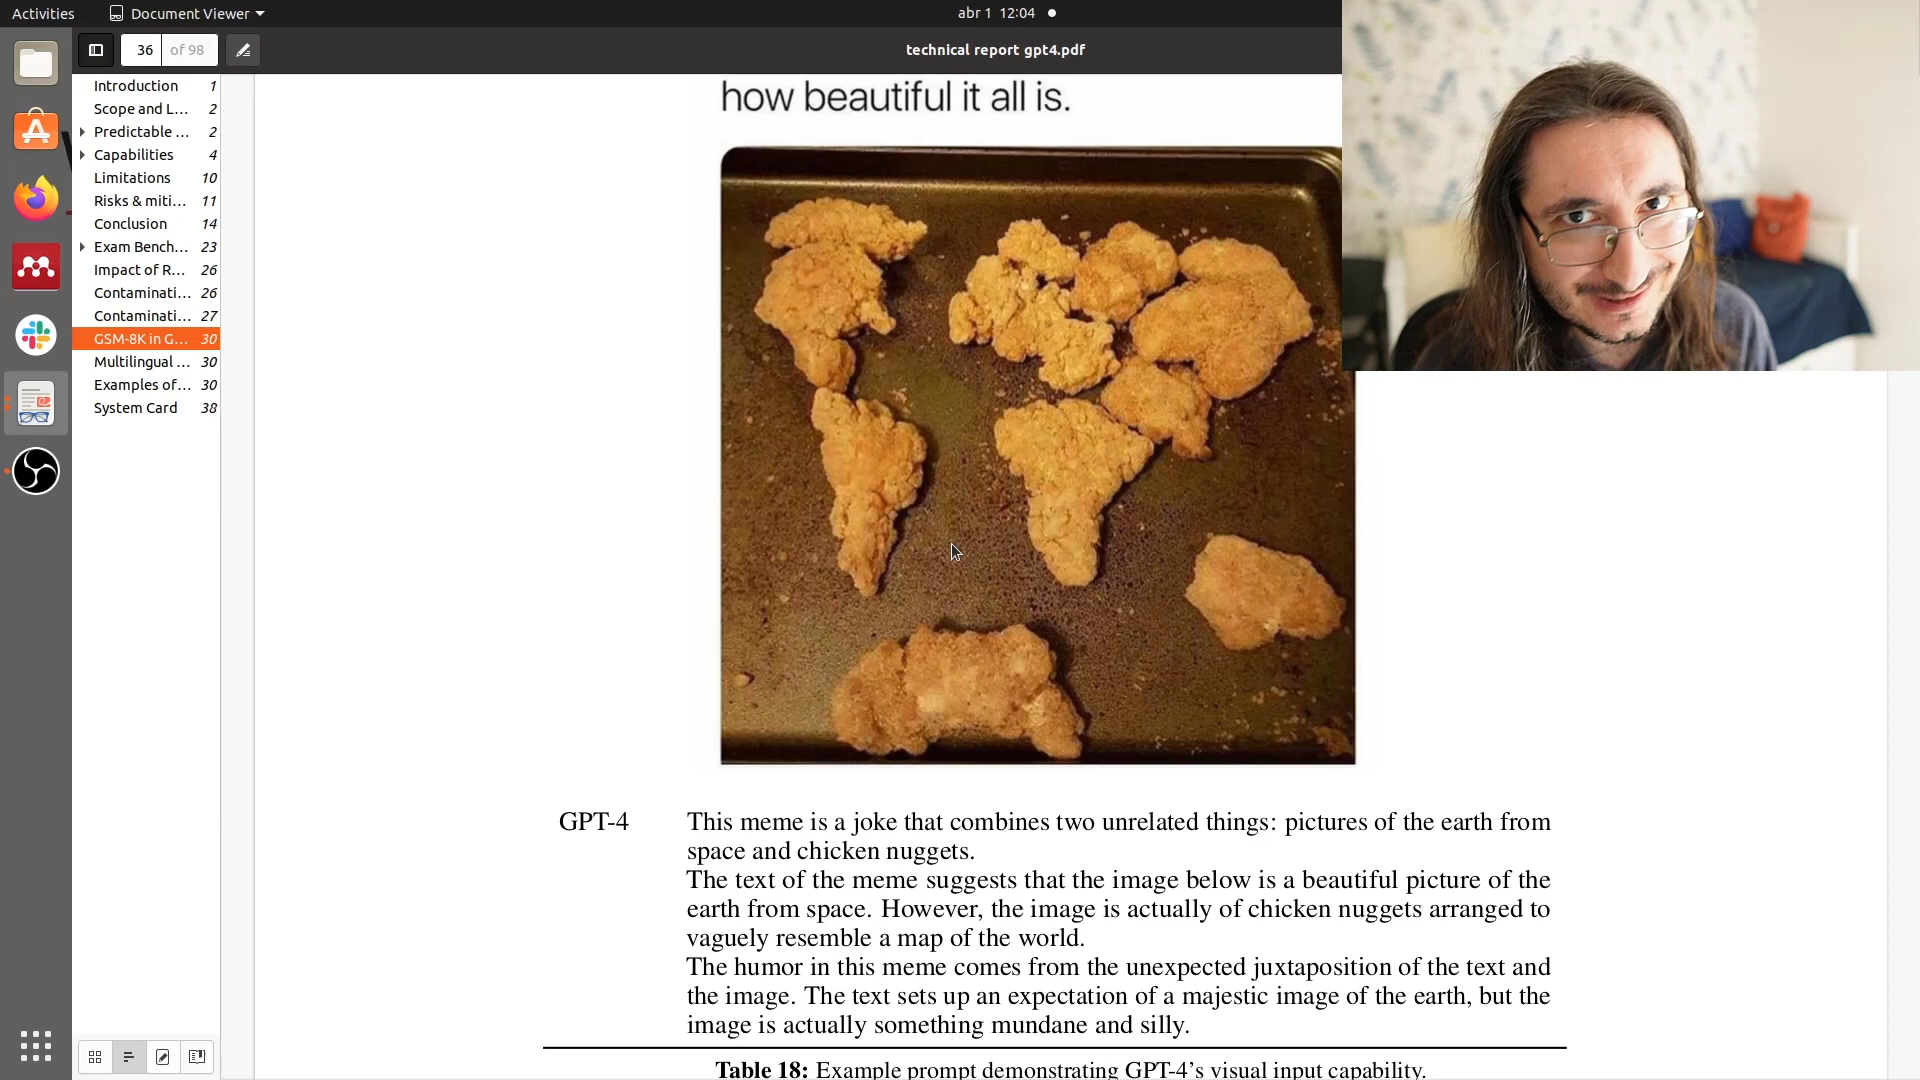 Activities
Document Viewer
abr 1 12:04
36 of 98
technical report gpt4.pdf
Introduction 1
Scope and L... 2
Predictable ... 2
Capabilities 4
Limitations 10
Risks & miti... 11
Conclusion 14
Exam Bench... 23
Impact of R... 26
Contaminati... 26
Contaminati... 27
GSM-8K in G... 30
Multilingual ... 30
Examples of... 30
System Card 38
how beautiful it all is.
GPT-4
This meme is a joke that combines two unrelated things: pictures of the earth from
space and chicken nuggets.
The text of the meme suggests that the image below is a beautiful picture of the
earth from space. However, the image is actually of chicken nuggets arranged to
vaguely resemble a map of the world.
The humor in this meme comes from the unexpected juxtaposition of the text and
the image. The text sets up an expectation of a majestic image of the earth, but the
image is actually something mundane and silly.
Table 18: Example prompt demonstrating GPT-4's visual input capability.